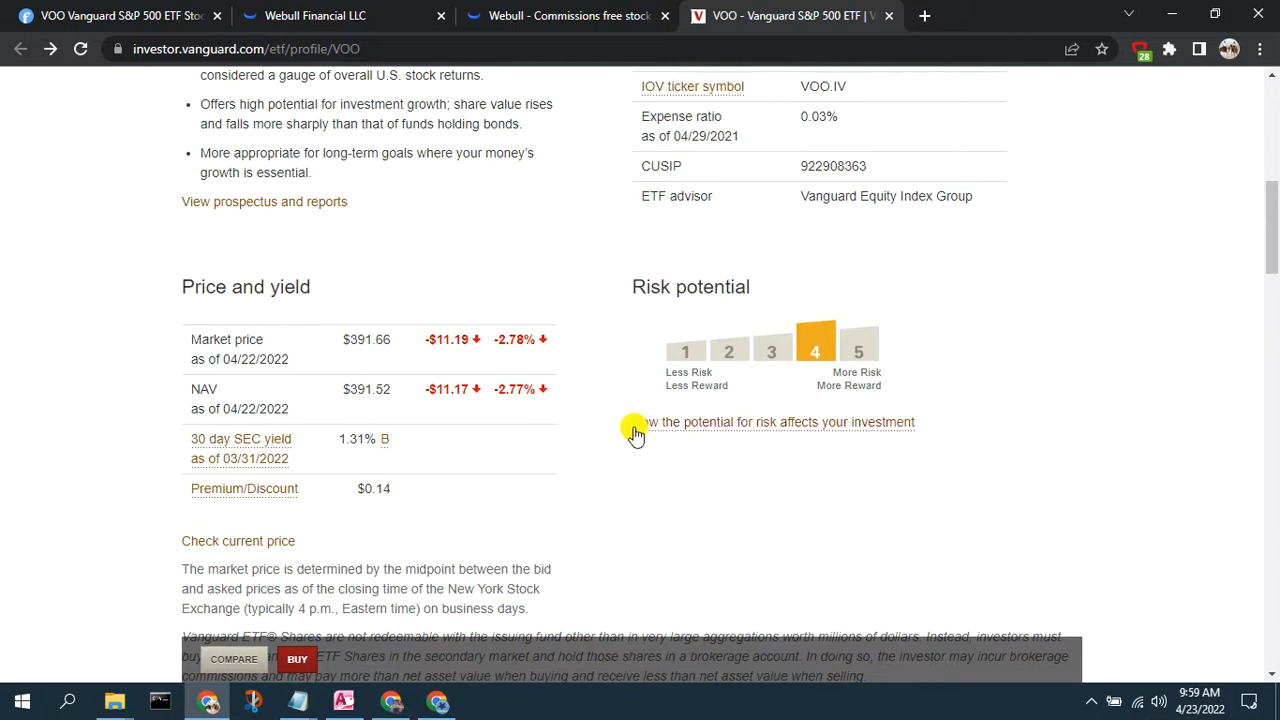 VOO Vanguard S&P 500 ETF Sto
Webull Financial LLC
Webull - Commissions free stock
VOO - Vanguard S&P 500 ETF | V
investor.vanguard.com/etf/profile/VOO
28
considered a gauge of overall U.S. stock returns.
• Offers high potential for investment growth; share value rises
and falls more sharply than that of funds holding bonds.
• More appropriate for long-term goals where your money's
growth is essential.
View prospectus and reports
IOV ticker symbol VOO.IV
Expense ratio 0.03%
as of 04/29/2021
CUSIP 922908363
ETF advisor Vanguard Equity Index Group
Price and yield
Market price $391.66 -$11.19 -2.78%
as of 04/22/2022
NAV $391.52 -$11.17 -2.77%
as of 04/22/2022
30 day SEC yield 1.31% B
as of 03/31/2022
Premium/Discount $0.14
Check current price
The market price is determined by the midpoint between the bid
and asked prices as of the closing time of the New York Stock
Exchange (typically 4 p.m., Eastern time) on business days.
Risk potential
1 2 3 4 5
Less Risk More Risk
Less Reward More Reward
the potential for risk affects your investment
Vanguard ETF® Shares are not redeemable with the issuing fund other than in very large aggregations worth millions of dollars. Instead, investors must
ETF Shares in the secondary market and hold those shares in a brokerage account. In doing so, the investor may incur brokerage
commissions and may pay more than net asset value when buying and receive less than net asset value when selling.
COMPARE BUY
9:59 AM
4/23/2022